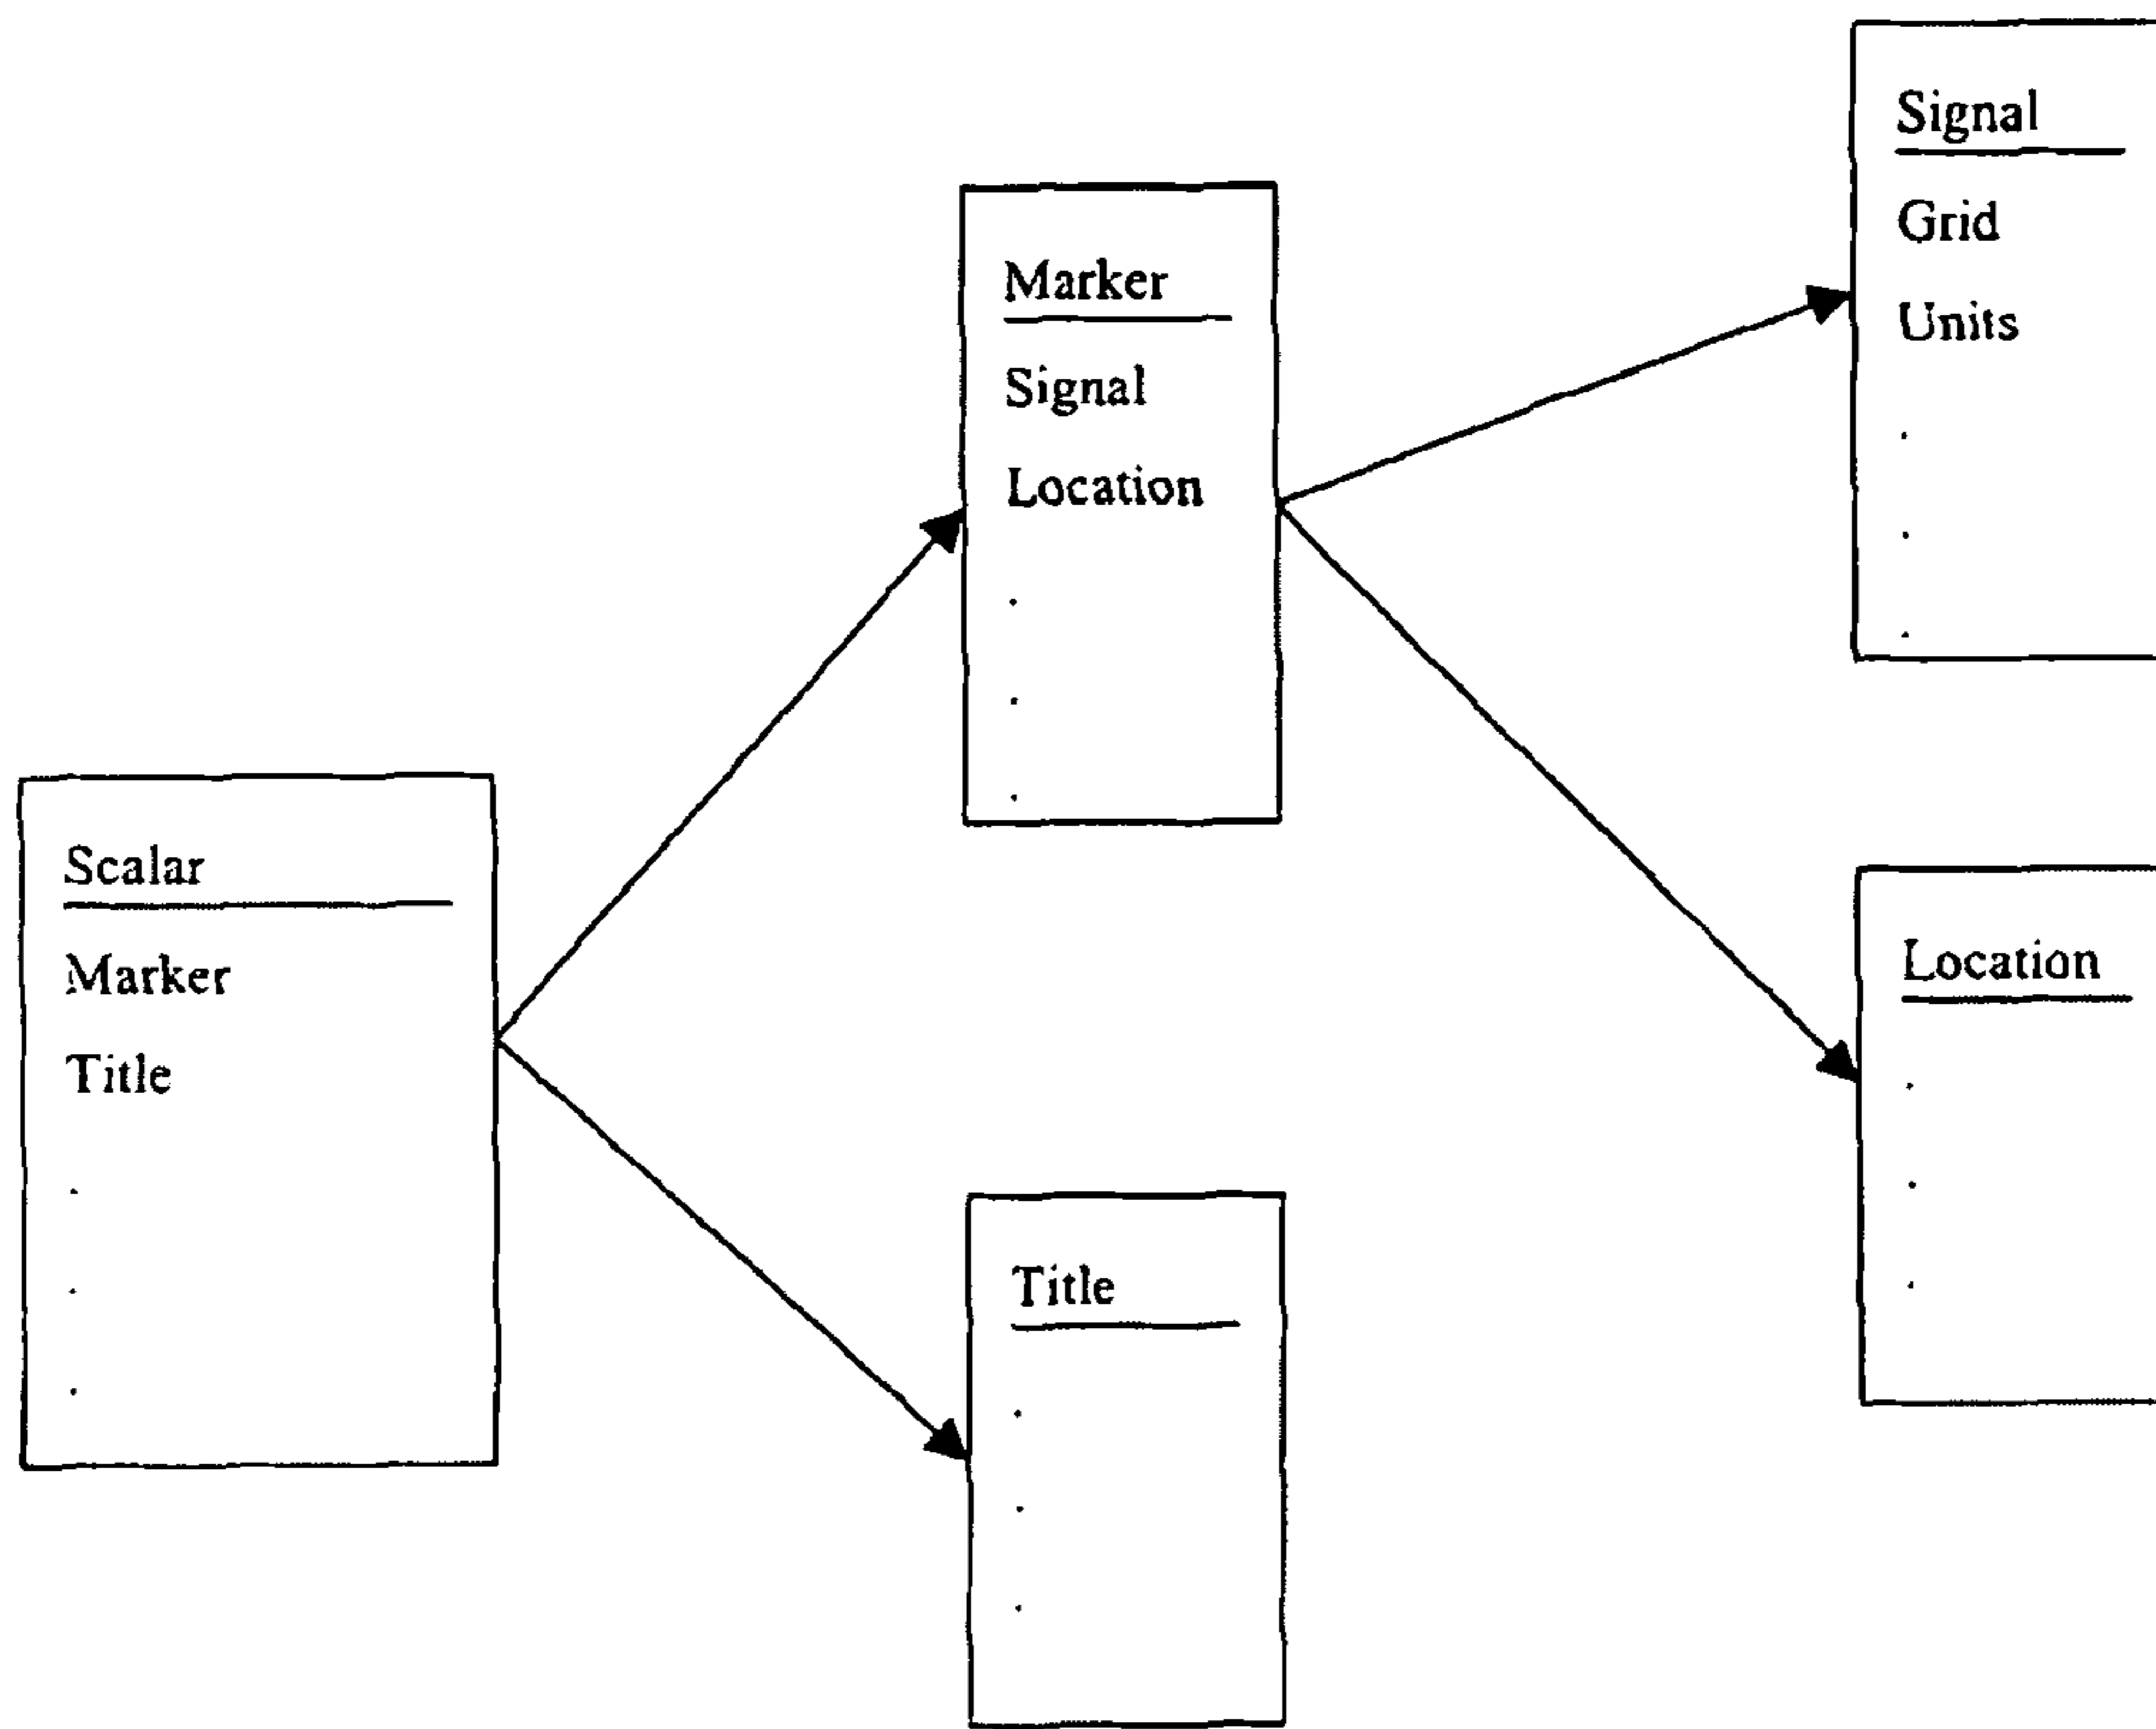 Scalar
Marker
Title
.
.
.
Marker
Signal
Location
.
.
.
Title
.
.
.
Signal
Grid
Units
.
.
.
Location
.
.
.